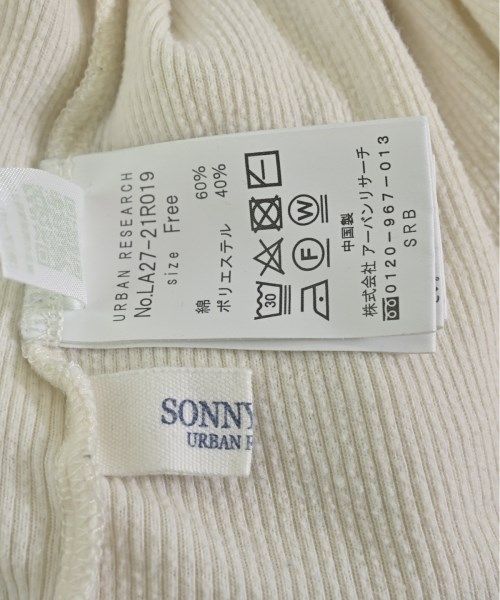 URBAN RESEARCH
No.LA27-21R019
size Free
綿 60%
ポリエステル 40%
30
F W
中国製
株式会社 アーバンリサーチ
0120-967-013
SRB
SONNY
URBAN